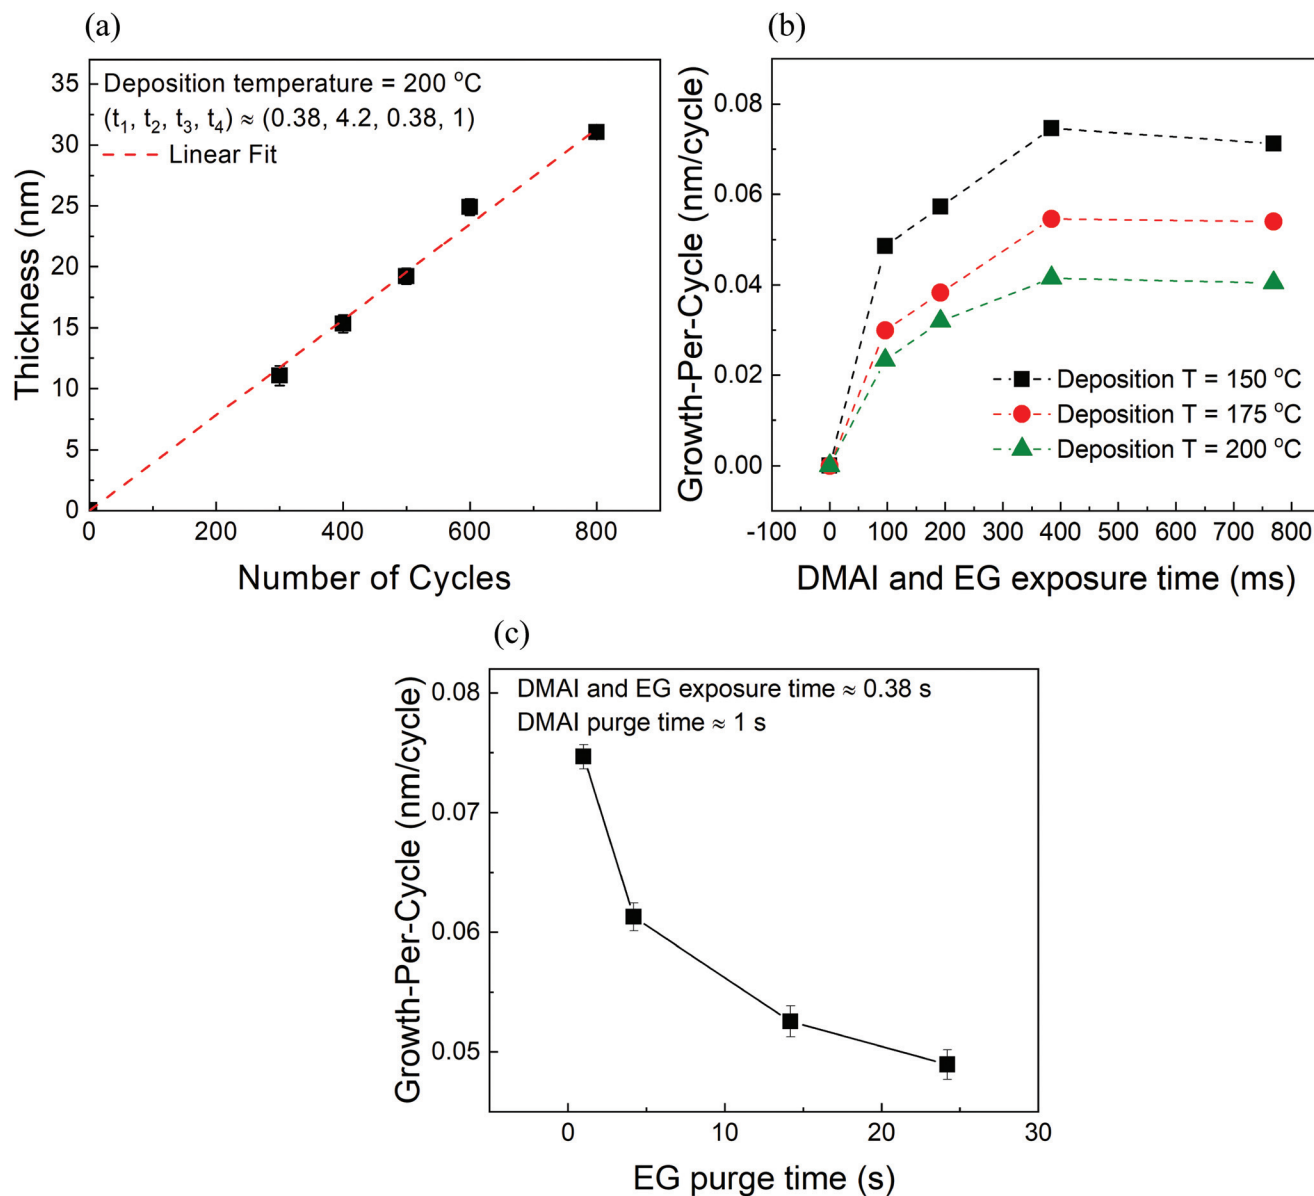 (a)
Deposition temperature = 200 °C
(t₁, t₂, t₃, t₄) ≈ (0.38, 4.2, 0.38, 1)
Linear Fit
35
30
25
20
15
10
5
0
Thickness (nm)
0 200 400 600 800
Number of Cycles
(b)
0.08
0.06
0.04
0.02
0.00
Growth-Per-Cycle (nm/cycle)
Deposition T = 150 °C
Deposition T = 175 °C
Deposition T = 200 °C
-100 0 100 200 300 400 500 600 700 800
DMAI and EG exposure time (ms)
(c)
DMAI and EG exposure time ≈ 0.38 s
DMAI purge time ≈ 1 s
0.08
0.07
0.06
0.05
Growth-Per-Cycle (nm/cycle)
0 10 20 30
EG purge time (s)